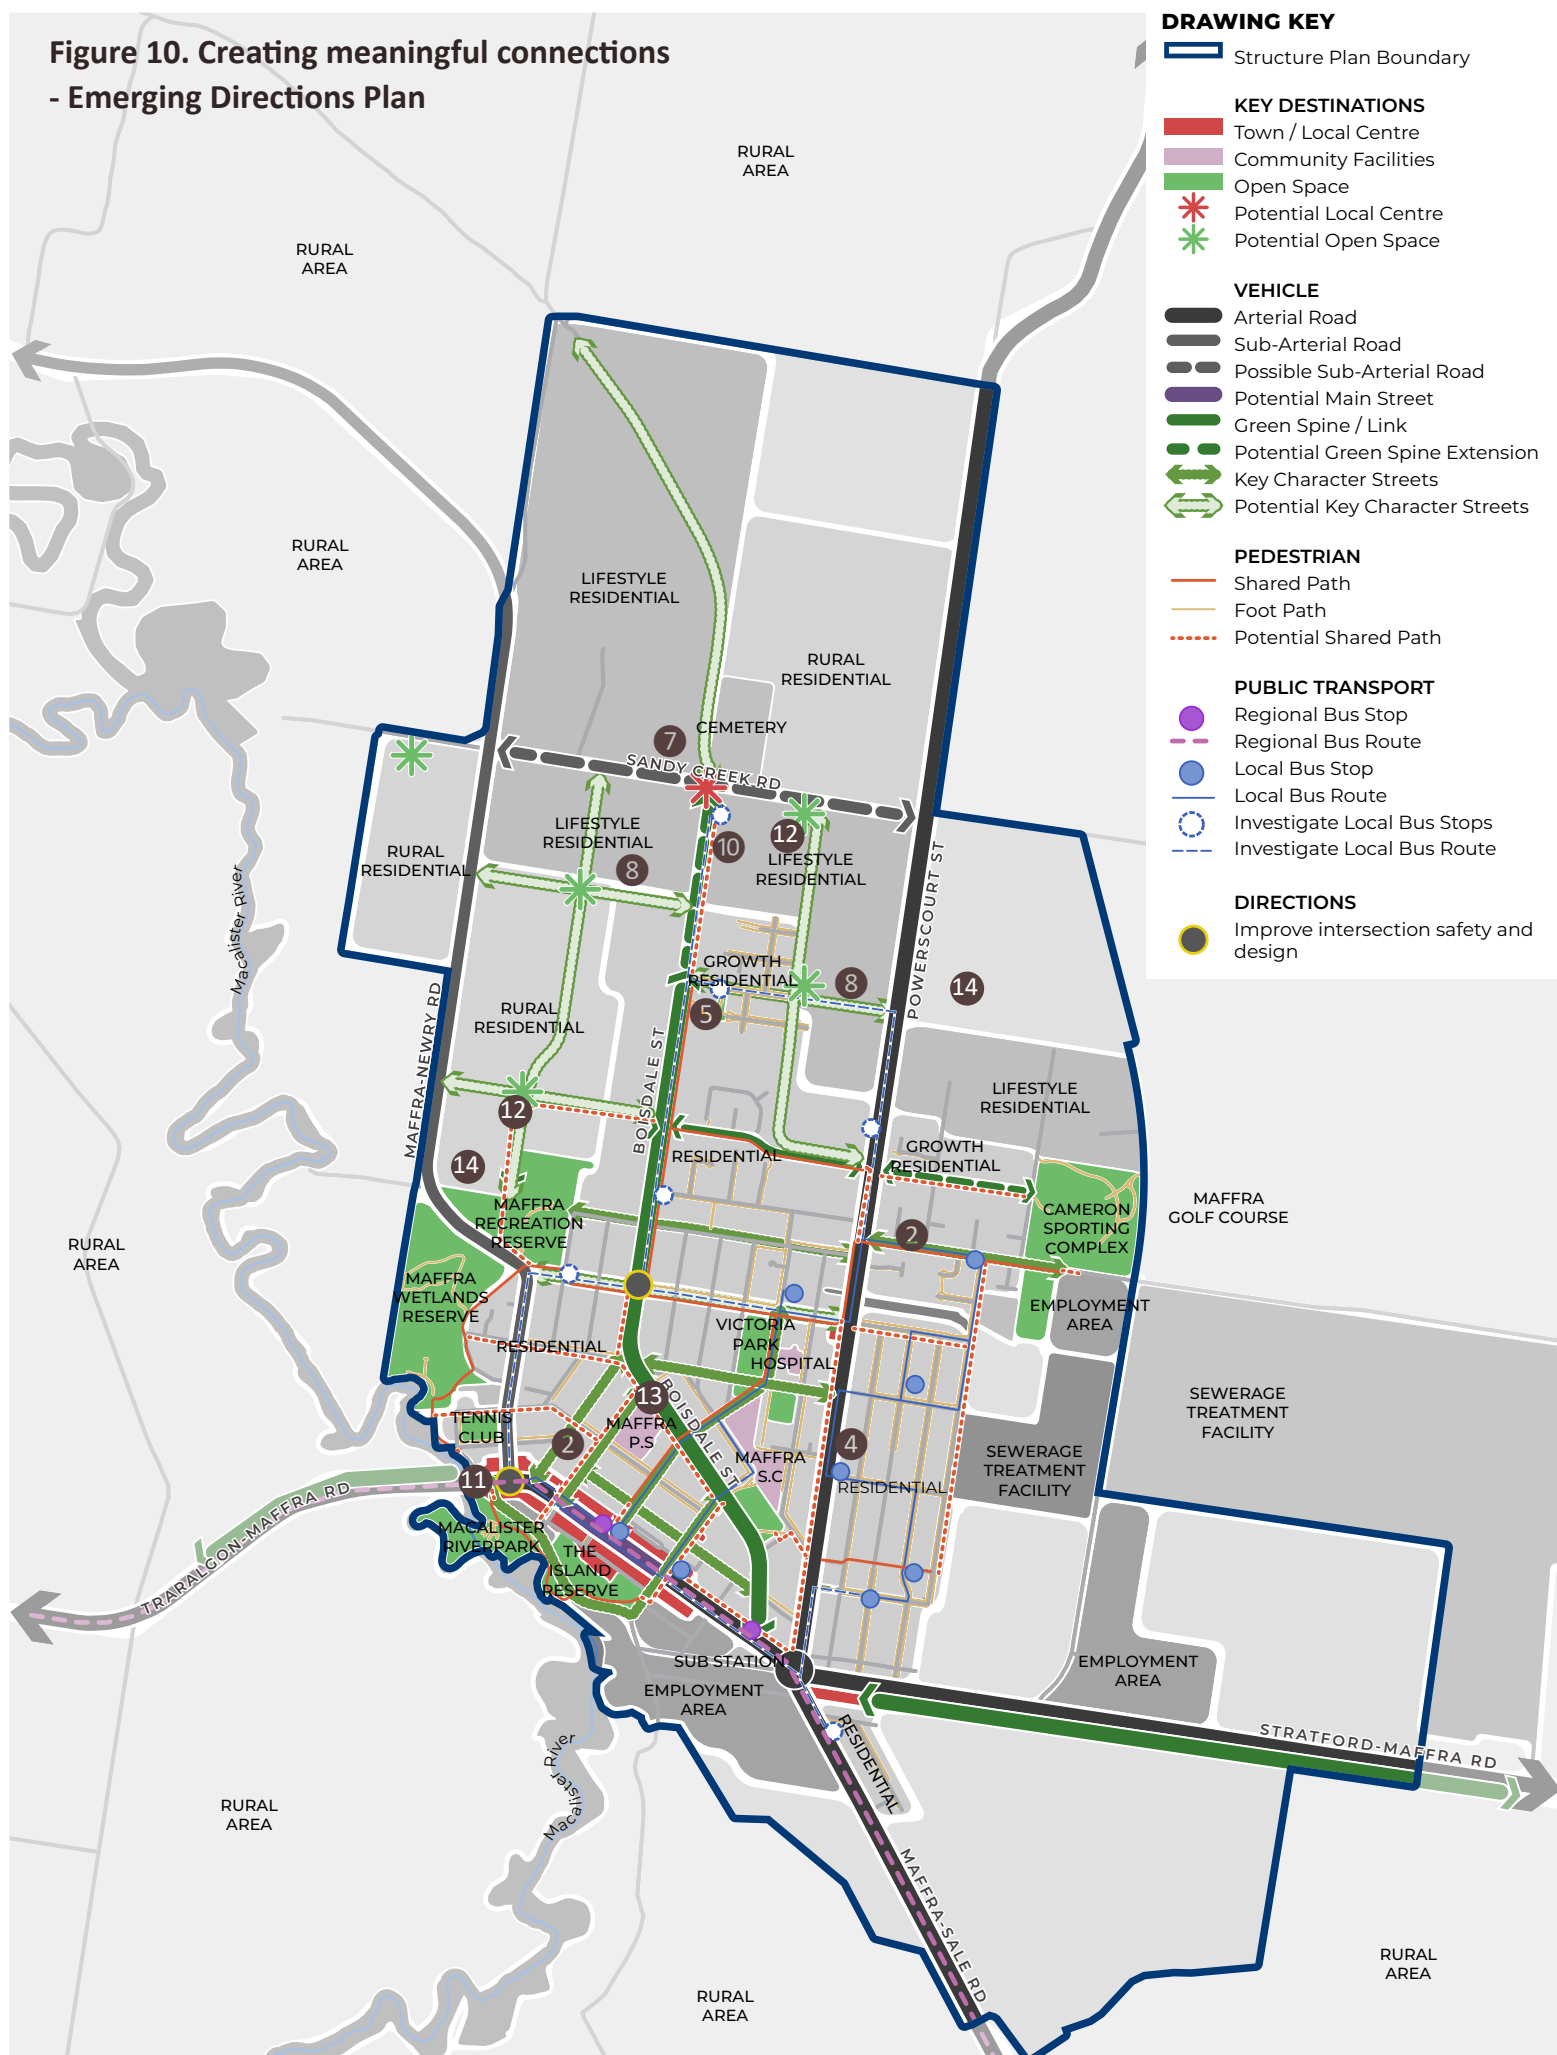 Figure 10. Creating meaningful connections
- Emerging Directions Plan
DRAWING KEY
Structure Plan Boundary
KEY DESTINATIONS
Town / Local Centre
Community Facilities
Open Space
Potential Local Centre
Potential Open Space
VEHICLE
Arterial Road
Sub-Arterial Road
Possible Sub-Arterial Road
Potential Main Street
Green Spine / Link
Potential Green Spine Extension
Key Character Streets
Potential Key Character Streets
PEDESTRIAN
Shared Path
Foot Path
Potential Shared Path
PUBLIC TRANSPORT
Regional Bus Stop
Regional Bus Route
Local Bus Stop
Local Bus Route
Investigate Local Bus Stops
Investigate Local Bus Route
DIRECTIONS
Improve intersection safety and
design
RURAL
AREA
RURAL
AREA
RURAL
AREA
LIFESTYLE
RESIDENTIAL
RURAL
RESIDENTIAL
CEMETERY
7
SANDY CREEK RD
LIFESTYLE
RESIDENTIAL
10
12
LIFESTYLE
RESIDENTIAL
RURAL
RESIDENTIAL
8
POWERSCOURT ST
Macalister River
GROWTH
RESIDENTIAL
8
14
5
RURAL
RESIDENTIAL
MAFFRA-NEWRY RD
BOISDALE ST
12
LIFESTYLE
RESIDENTIAL
14
RESIDENTIAL
GROWTH
RESIDENTIAL
MAFFRA
RECREATION
RESERVE
CAMERON
SPORTING
COMPLEX
MAFFRA
GOLF COURSE
2
RURAL
AREA
MAFFRA
WETLANDS
RESERVE
EMPLOYMENT
AREA
VICTORIA
PARK
HOSPITAL
RESIDENTIAL
13
BOISDALE ST
SEWERAGE
TREATMENT
FACILITY
TENNIS
CLUB
MAFFRA
P.S
2
4
MAFFRA
S.C
SEWERAGE
TREATMENT
FACILITY
RESIDENTIAL
11
TRARALGON-MAFFRA RD
MACALISTER
RIVERPARK
THE
ISLAND
RESERVE
SUB STATION
EMPLOYMENT
AREA
EMPLOYMENT
AREA
RESIDENTIAL
STRATFORD-MAFFRA RD
Macalister River
RURAL
AREA
MAFFRA-SALE RD
RURAL
AREA
RURAL
AREA